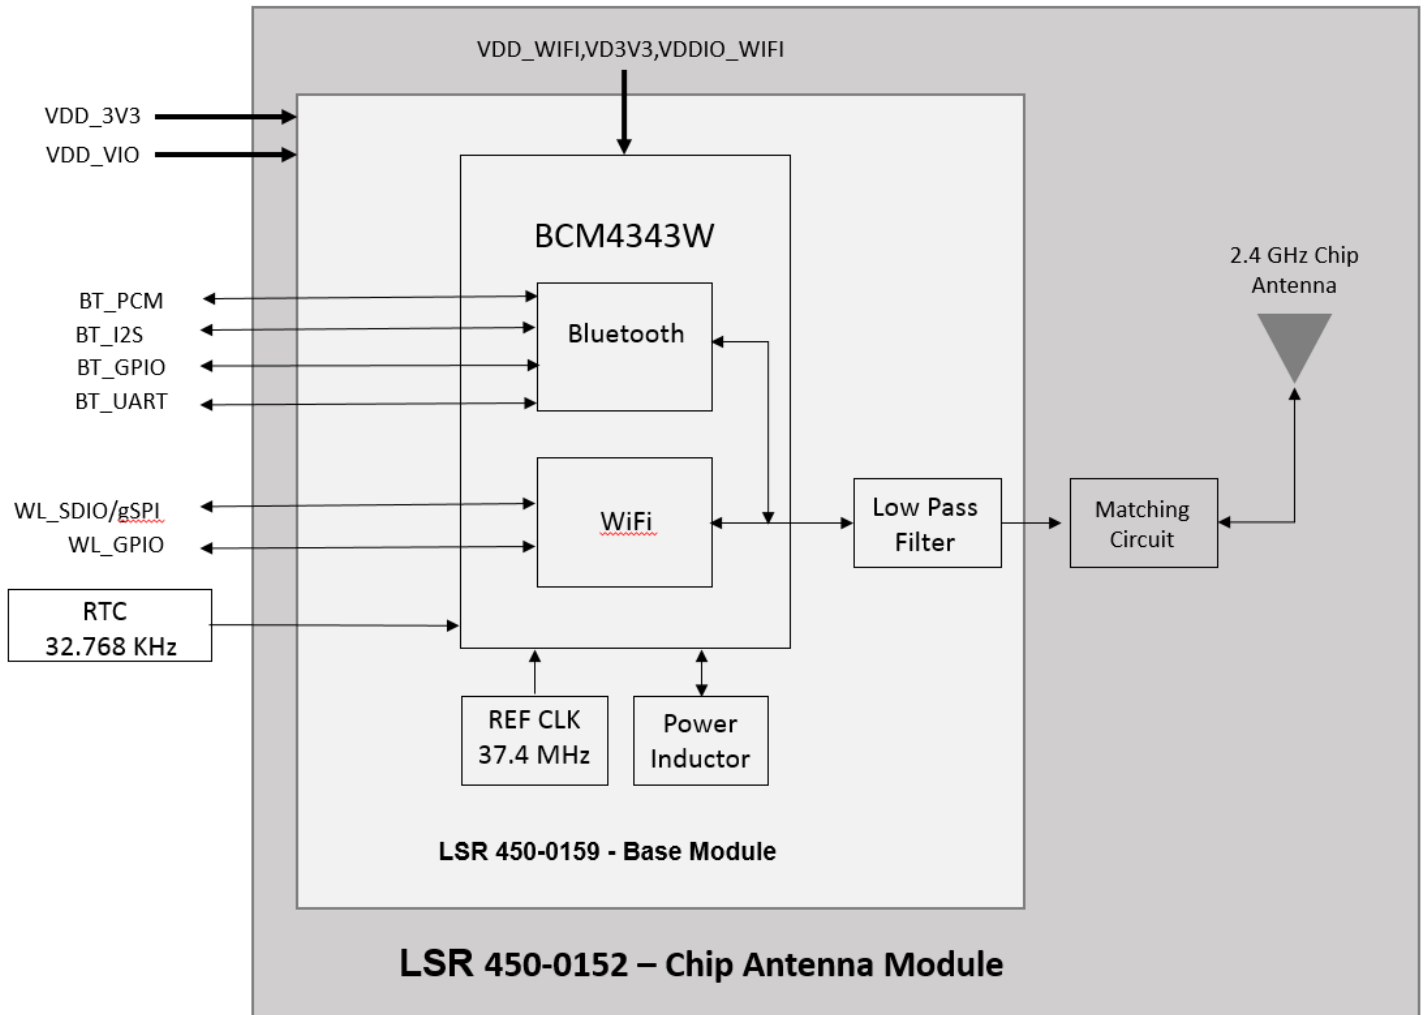 VDD_WIFI,VD3V3,VDDIO_WIFI
VDD_3V3
VDD_VIO
BCM4343W
2.4 GHz Chip
Antenna
BT_PCM
BT_I2S
BT_GPIO
BT_UART
Bluetooth
WL_SDIO/gSPI
WL_GPIO
WiFi
Low Pass
Filter
Matching
Circuit
RTC
32.768 KHz
REF CLK
37.4 MHz
Power
Inductor
LSR 450-0159 - Base Module
LSR 450-0152 – Chip Antenna Module